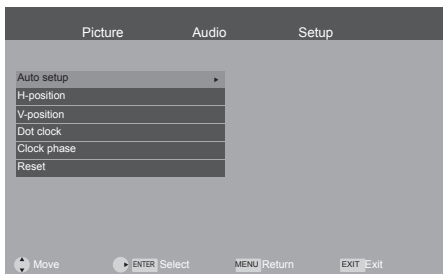 Picture Audio Setup
Auto setup
H-position
V-position
Dot clock
Clock phase
Reset
Move ENTER Select MENU Return EXIT Exit